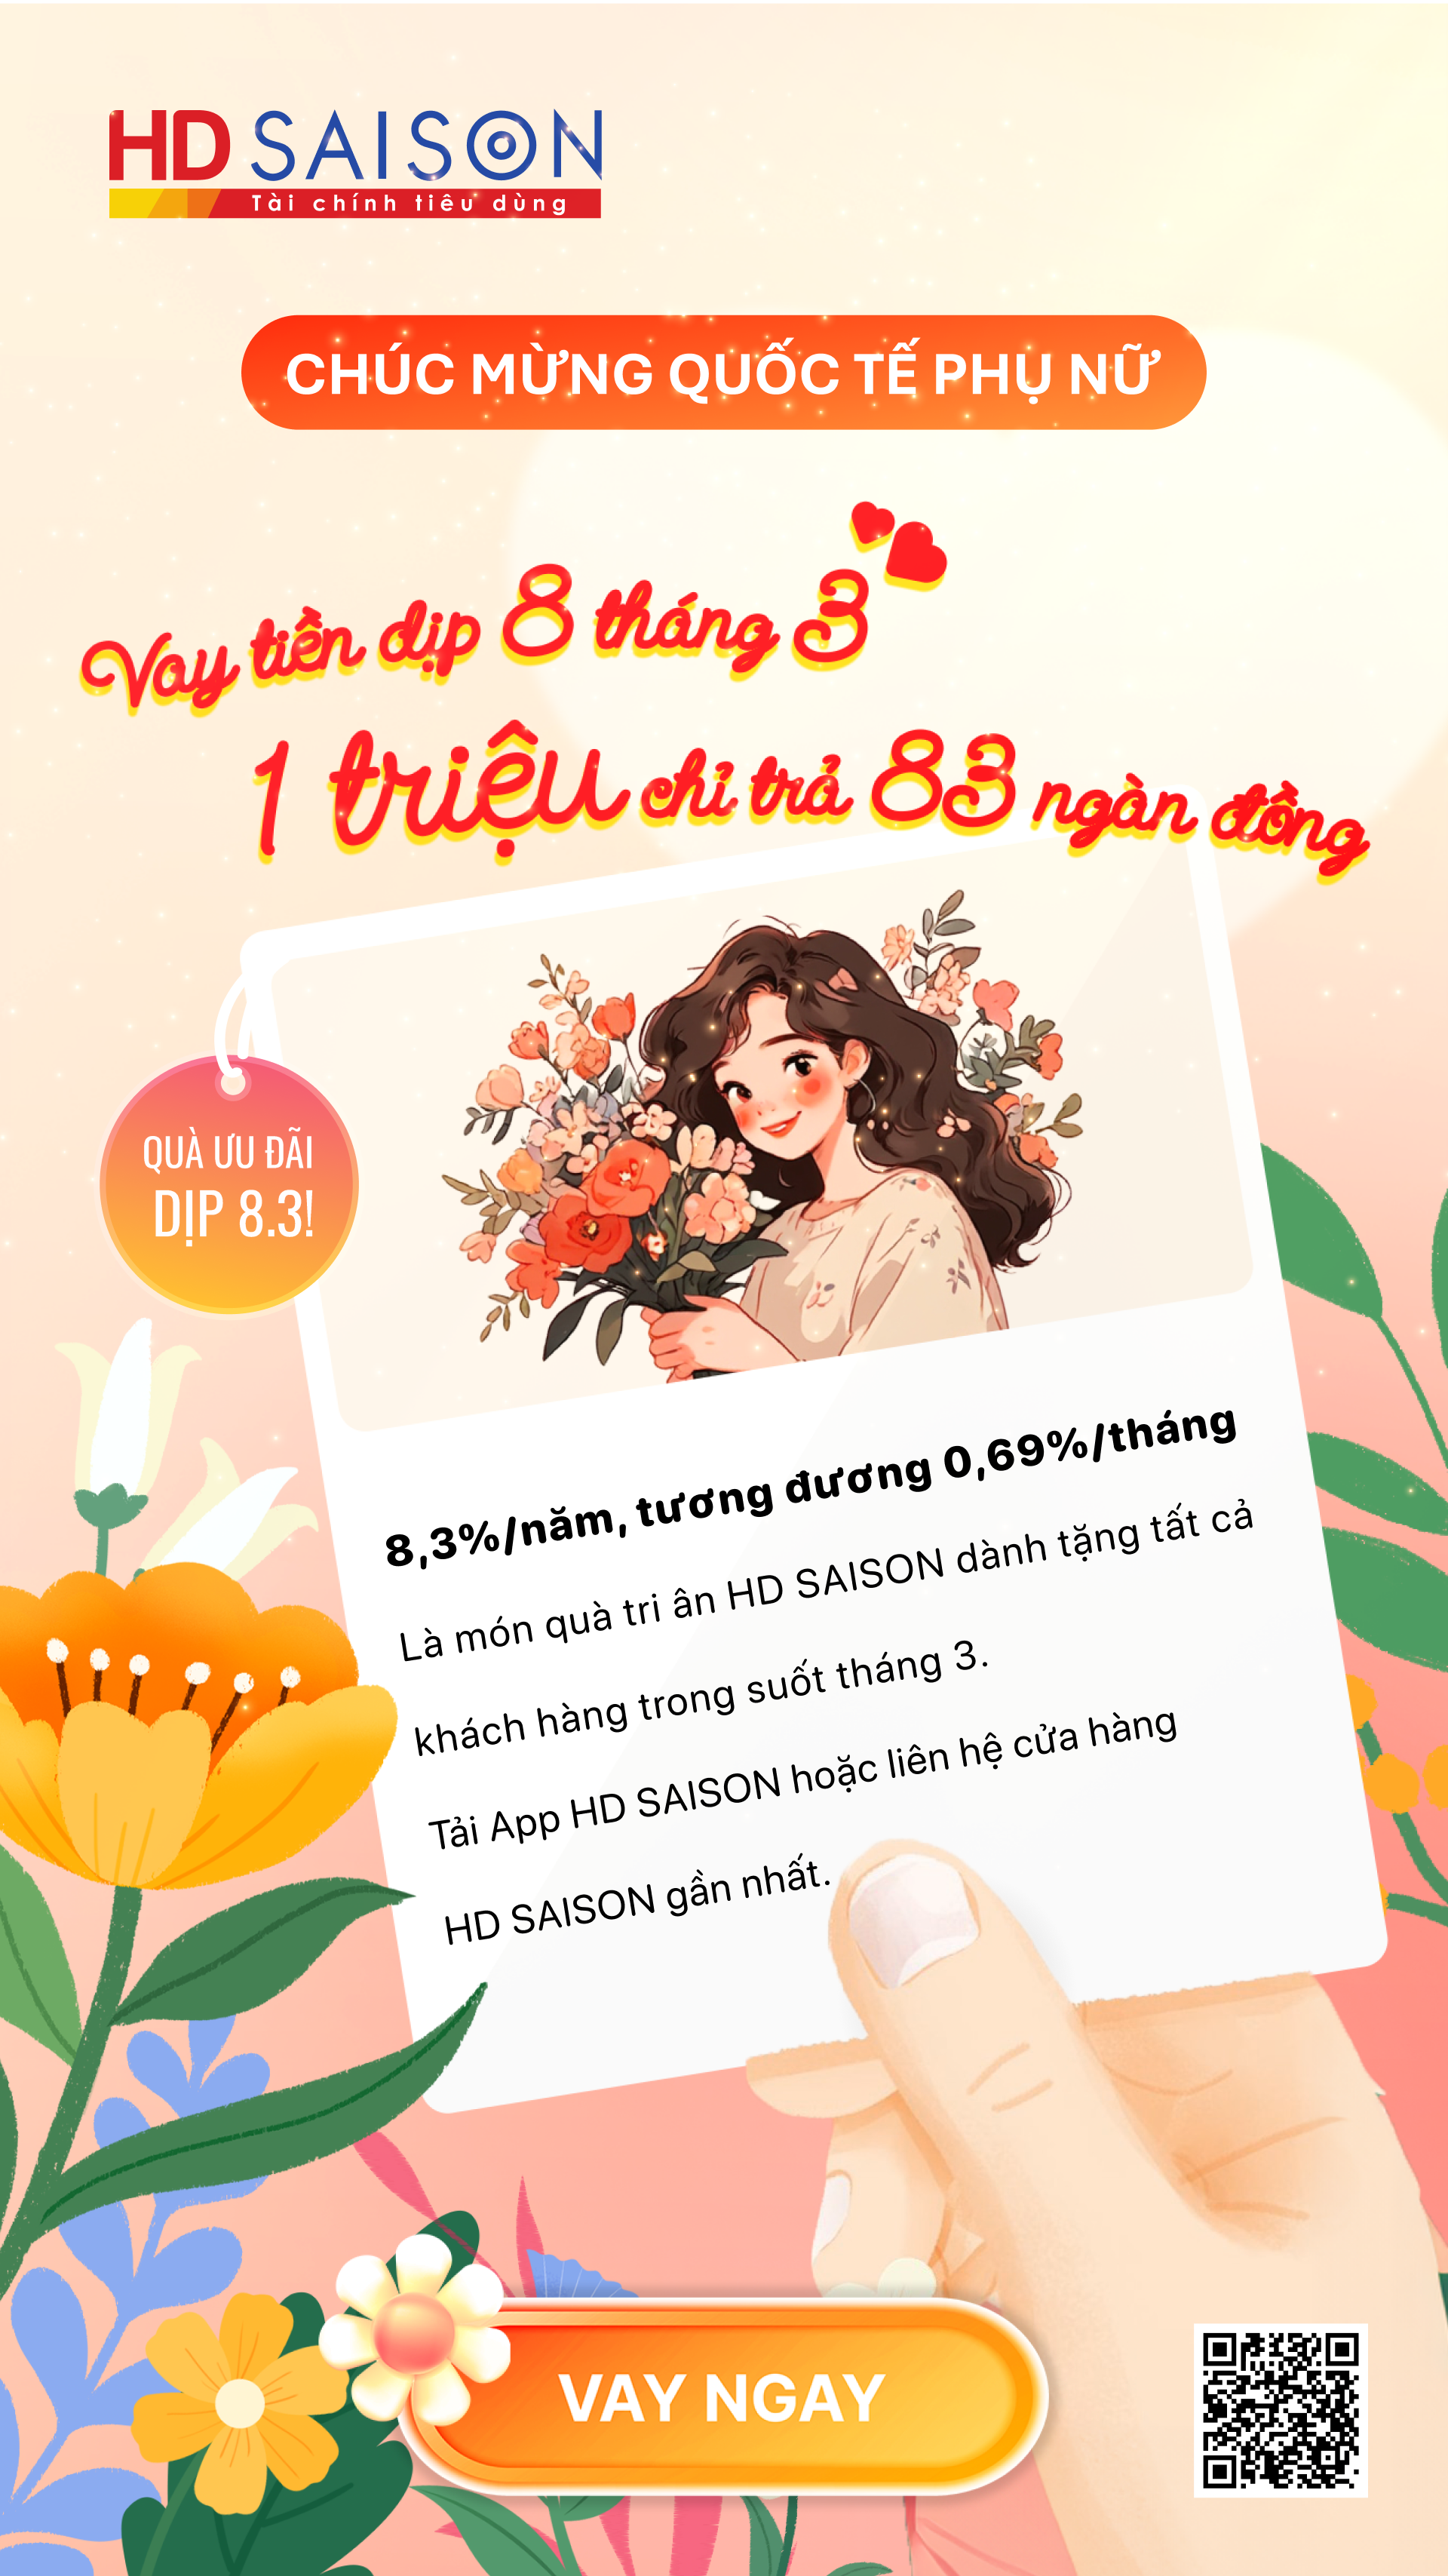 HD SAISON
Tài chính tiêu dùng
CHÚC MỪNG QUỐC TẾ PHỤ NỮ
Vay tiền dịp 8 tháng 3
1 triệu chỉ trả 83 ngàn đồng
QUÀ ƯU ĐÃI
DỊP 8.3!
8,3%/năm, tương đương 0,69%/tháng
Là món quà tri ân HD SAISON dành tặng tất cả
khách hàng trong suốt tháng 3.
Tải App HD SAISON hoặc liên hệ cửa hàng
HD SAISON gần nhất.
VAY NGAY